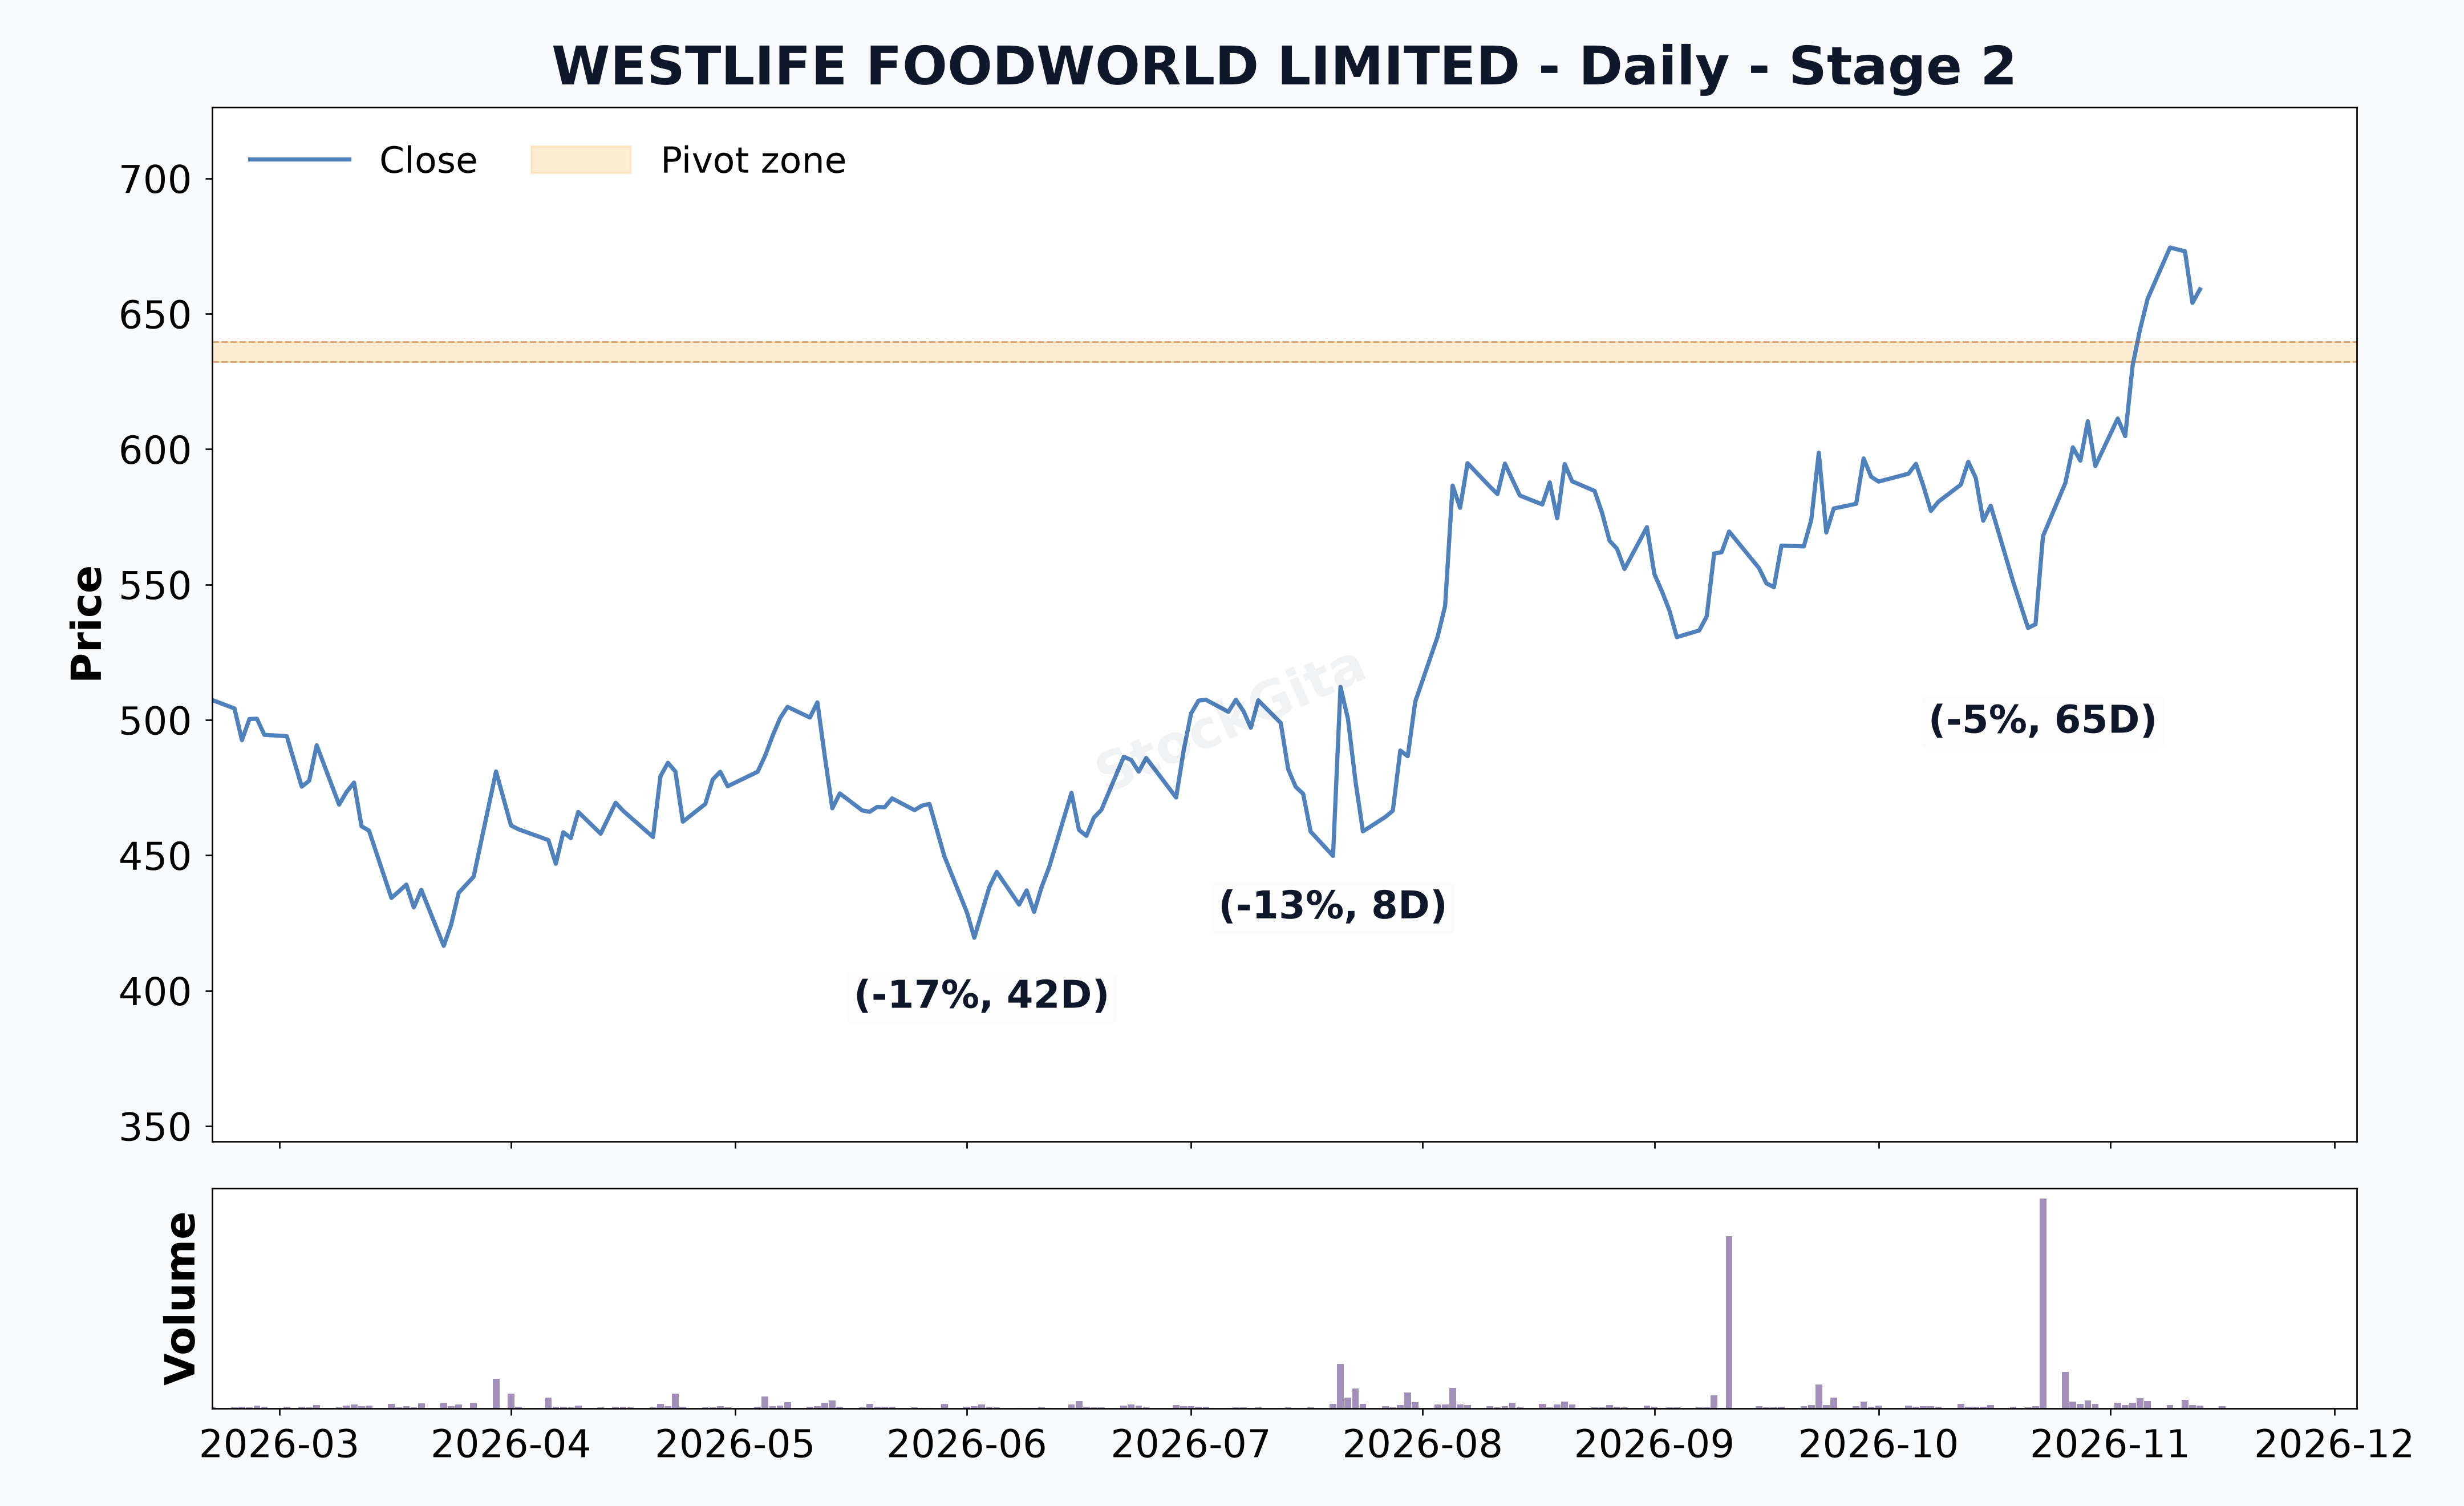 WESTLIFE FOODWORLD LIMITED - Daily - Stage 2
Close
Pivot zone
Price
700
650
600
550
500
450
400
350
StockGita
(-5%, 65D)
(-13%, 8D)
(-17%, 42D)
Volume
2026-03
2026-04
2026-05
2026-06
2026-07
2026-08
2026-09
2026-10
2026-11
2026-12